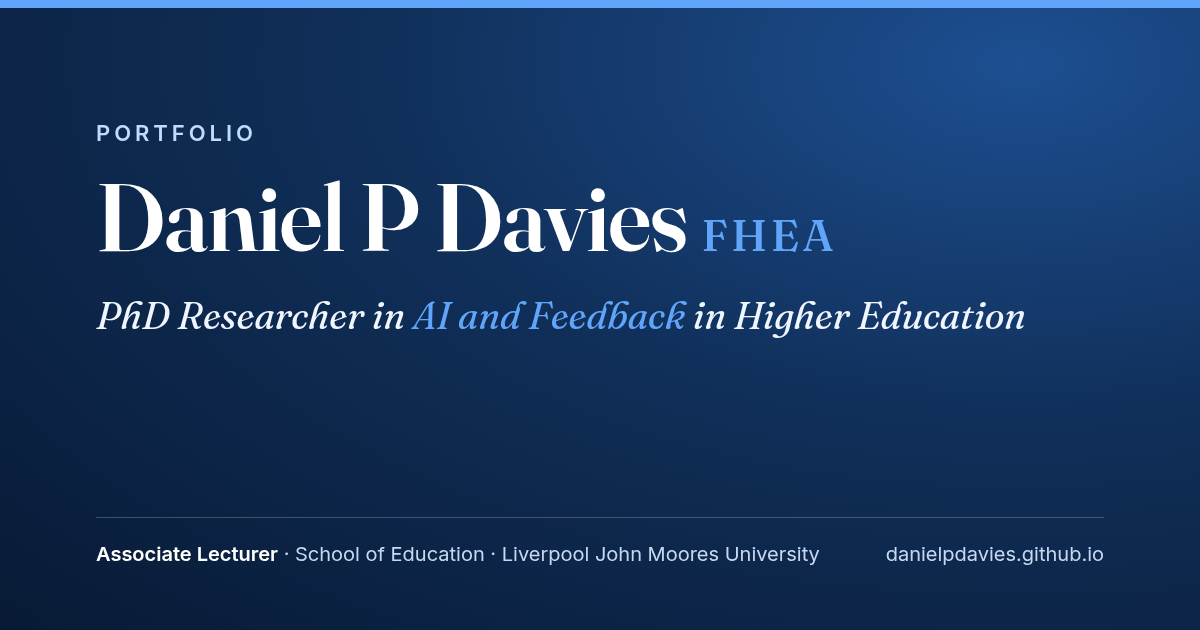 PORTFOLIO
Daniel P Davies FHEA
PhD Researcher in AI and Feedback in Higher Education
Associate Lecturer · School of Education · Liverpool John Moores University
danielpdavies.github.io